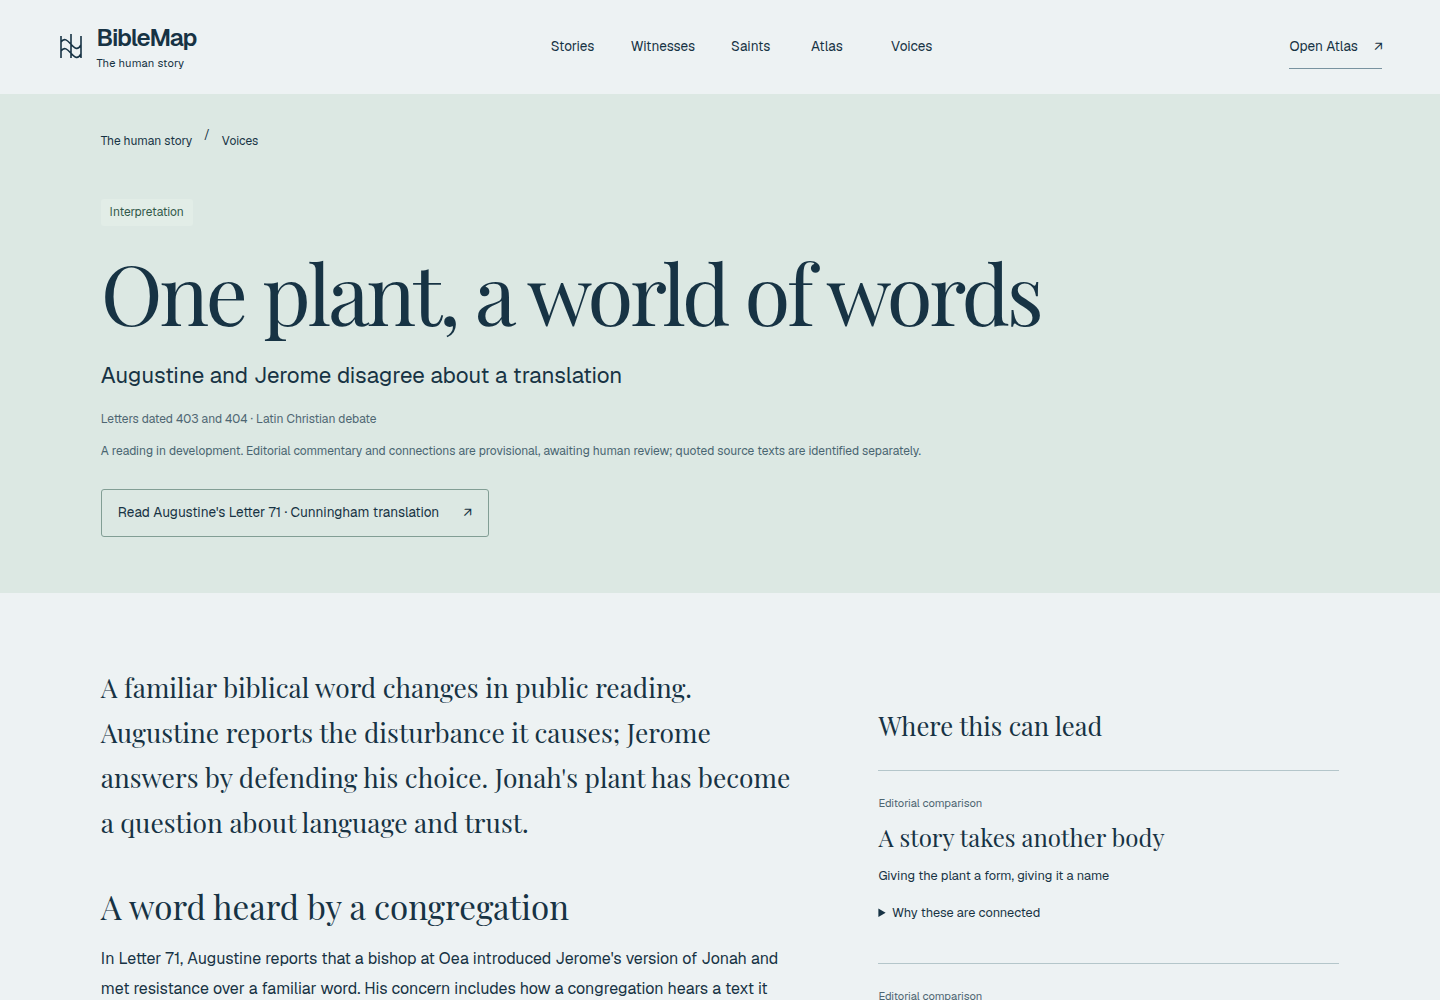 BibleMap
The human story
Stories
Witnesses
Saints
Atlas
Voices
Open Atlas
The human story / Voices
Interpretation
One plant, a world of words
Augustine and Jerome disagree about a translation
Letters dated 403 and 404 · Latin Christian debate
A reading in development. Editorial commentary and connections are provisional, awaiting human review; quoted source texts are identified separately.
Read Augustine's Letter 71 · Cunningham translation
A familiar biblical word changes in public reading.
Augustine reports the disturbance it causes; Jerome
answers by defending his choice. Jonah's plant has become
a question about language and trust.
A word heard by a congregation
In Letter 71, Augustine reports that a bishop at Oea introduced Jerome's version of Jonah and
met resistance over a familiar word. His concern includes how a congregation hears a text it
Where this can lead
Editorial comparison
A story takes another body
Giving the plant a form, giving it a name
Why these are connected
Editorial comparison